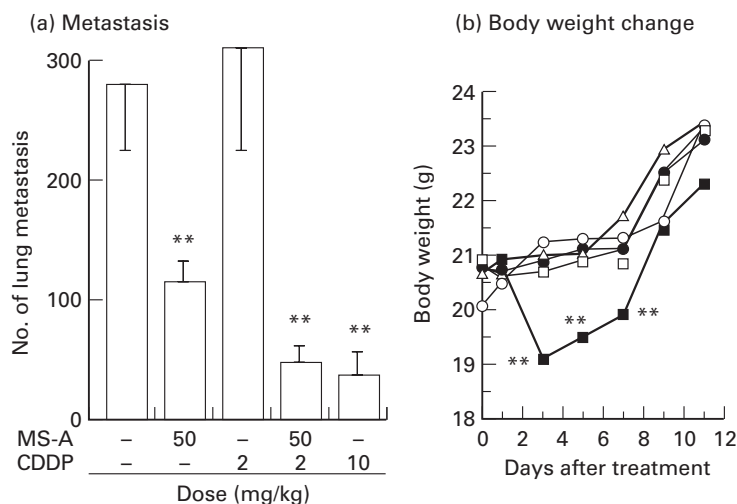 (a) Metastasis
No. of lung metastasis
300
200
100
0
**
**
**
MS-A – 50 – 50 –
CDDP – – 2 2 10
Dose (mg/kg)
(b) Body weight change
Body weight (g)
24
23
22
21
20
19
18
**
**
**
0 2 4 6 8 10 12
Days after treatment